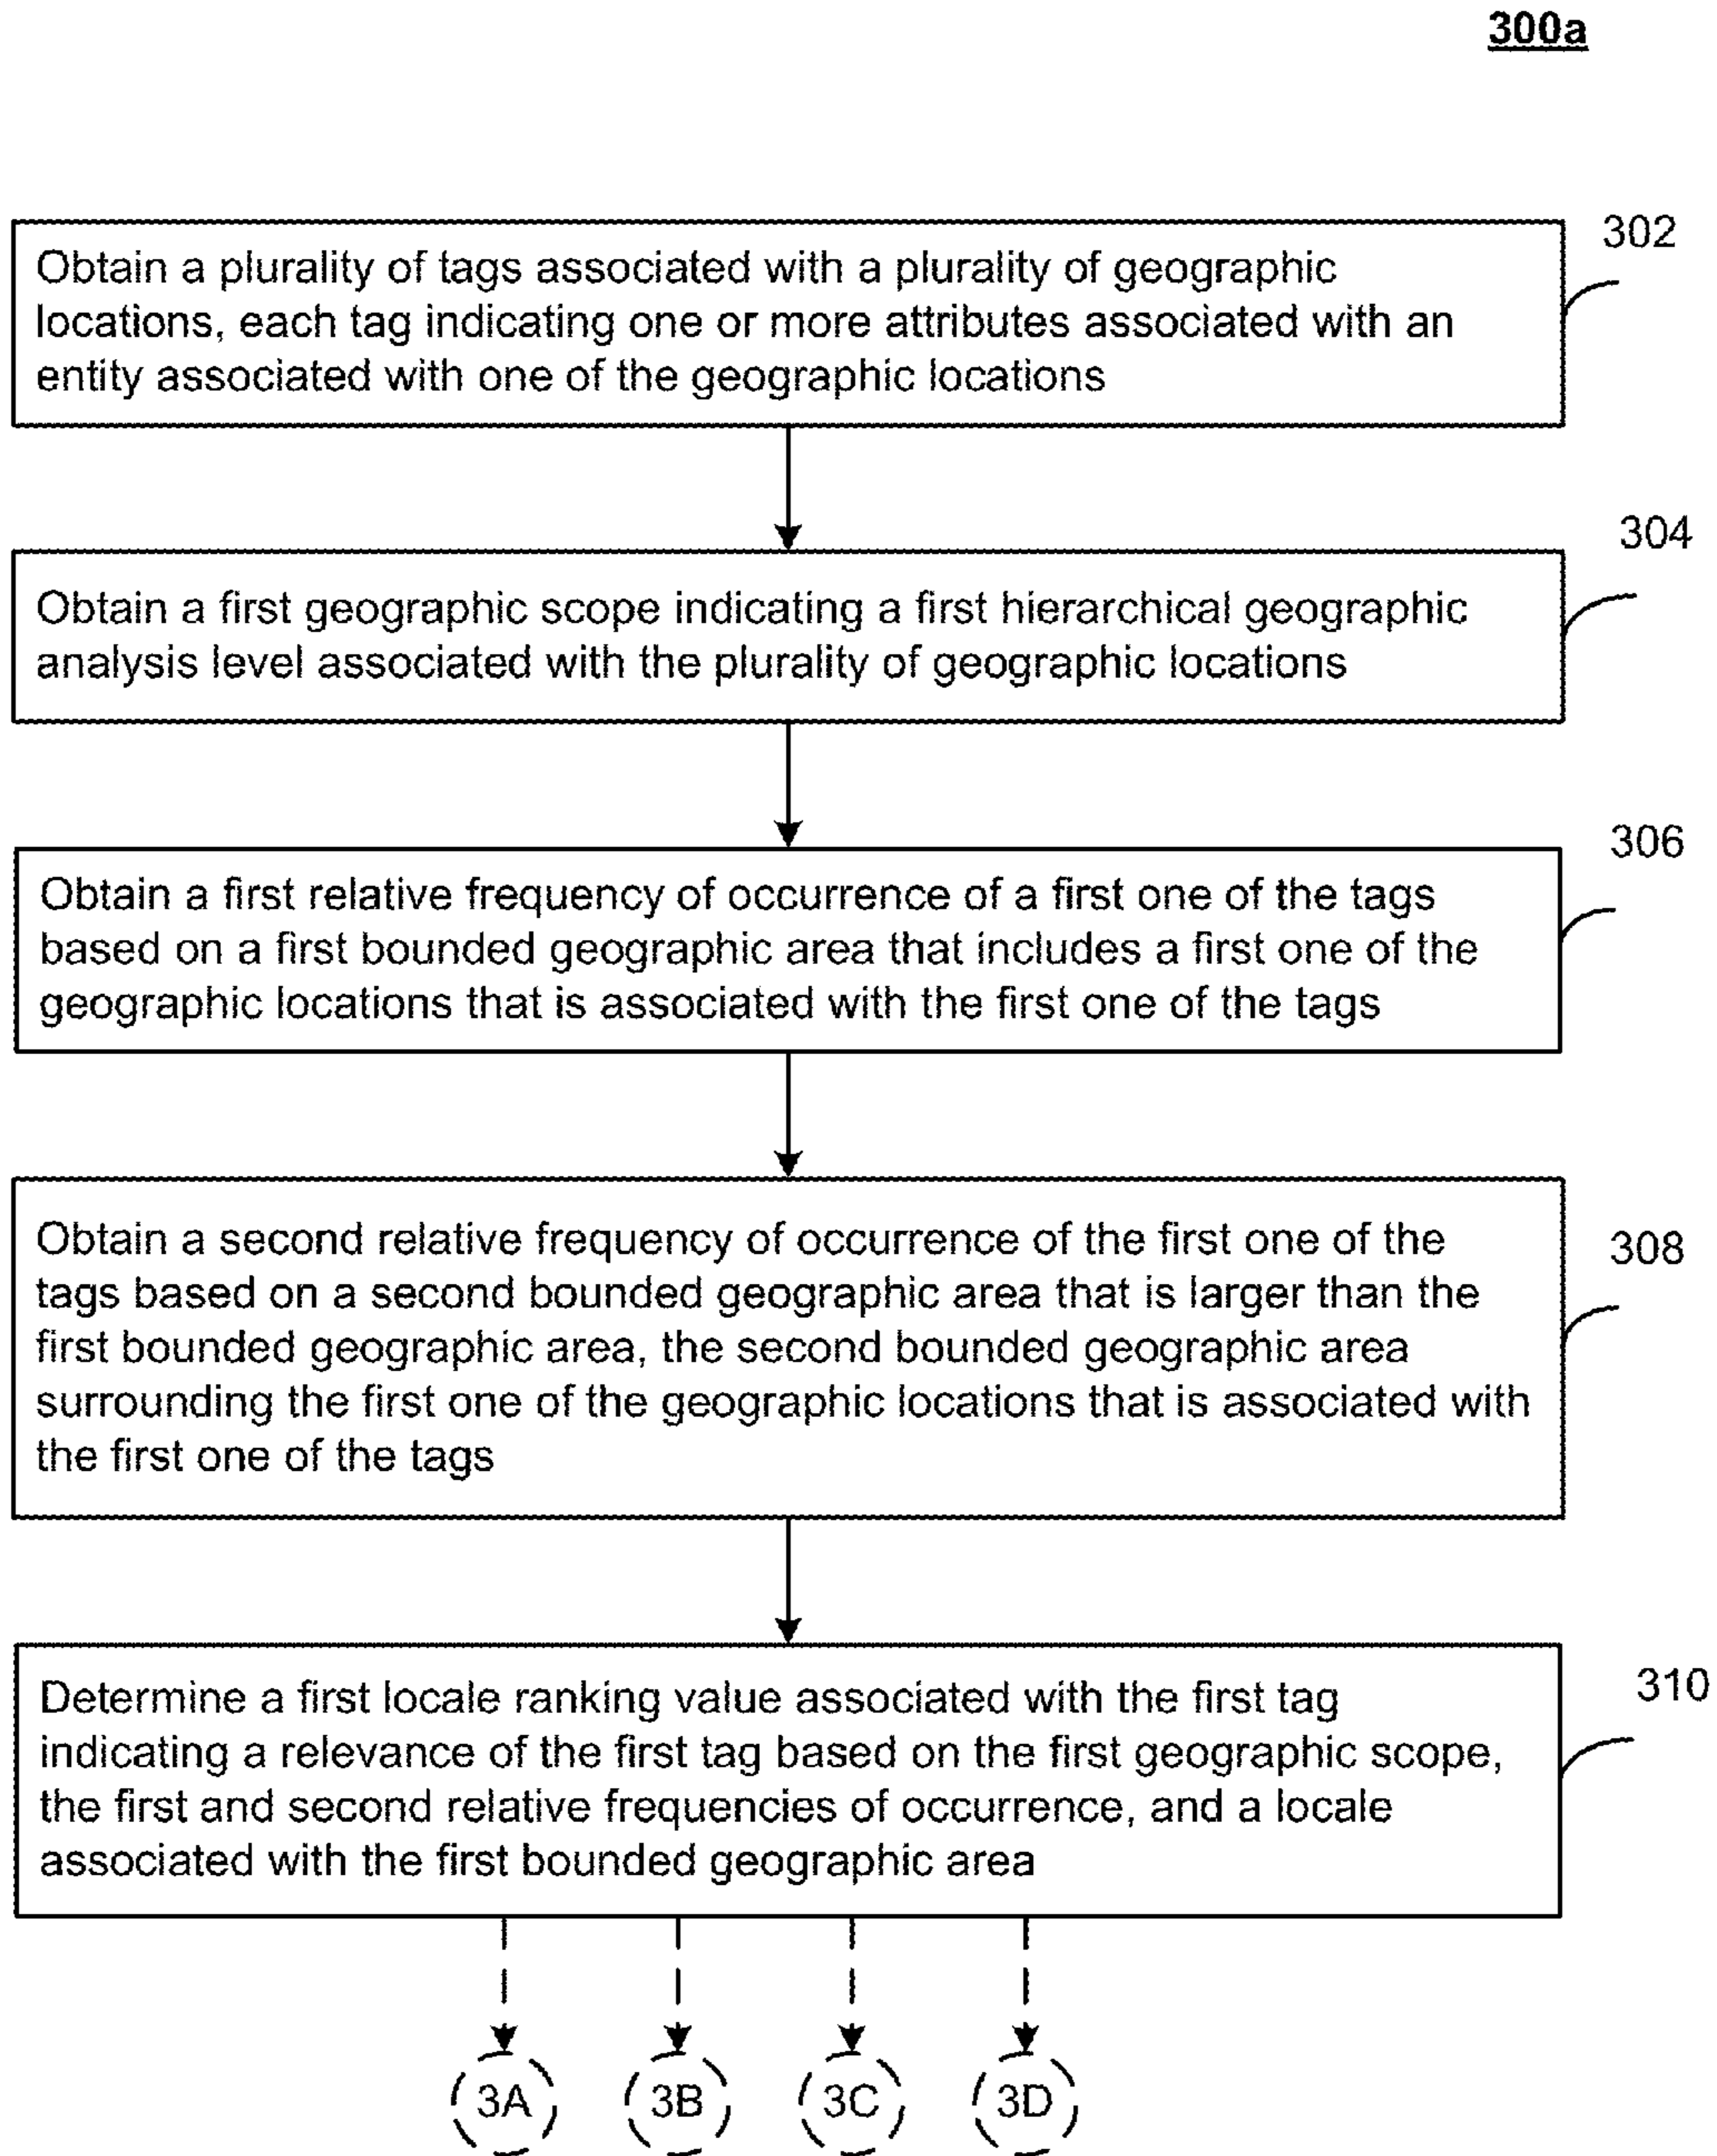 300a
302
Obtain a plurality of tags associated with a plurality of geographic
locations, each tag indicating one or more attributes associated with an
entity associated with one of the geographic locations
304
Obtain a first geographic scope indicating a first hierarchical geographic
analysis level associated with the plurality of geographic locations
306
Obtain a first relative frequency of occurrence of a first one of the tags
based on a first bounded geographic area that includes a first one of the
geographic locations that is associated with the first one of the tags
308
Obtain a second relative frequency of occurrence of the first one of the
tags based on a second bounded geographic area that is larger than the
first bounded geographic area, the second bounded geographic area
surrounding the first one of the geographic locations that is associated with
the first one of the tags
310
Determine a first locale ranking value associated with the first tag
indicating a relevance of the first tag based on the first geographic scope,
the first and second relative frequencies of occurrence, and a locale
associated with the first bounded geographic area
3A 3B 3C 3D